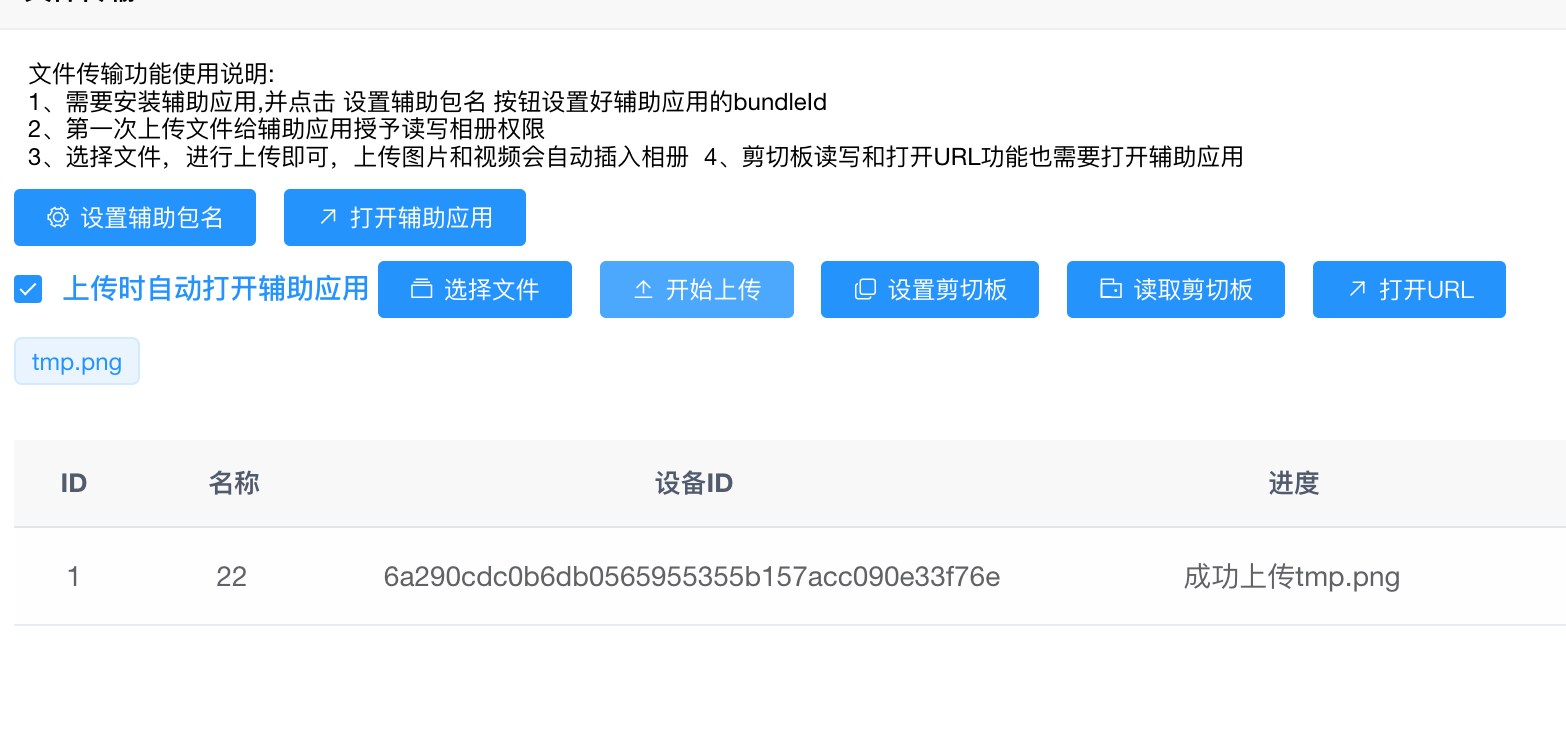 文件传输功能使用说明:
1、需要安装辅助应用,并点击 设置辅助包名 按钮设置好辅助应用的bundleId
2、第一次上传文件给辅助应用授予读写相册权限
3、选择文件，进行上传即可，上传图片和视频会自动插入相册 4、剪切板读写和打开URL功能也需要打开辅助应用
设置辅助包名 打开辅助应用
上传时自动打开辅助应用 选择文件 开始上传 设置剪切板 读取剪切板 打开URL
tmp.png
ID 名称 设备ID 进度
1 22 6a290cdc0b6db0565955355b157acc090e33f76e 成功上传tmp.png